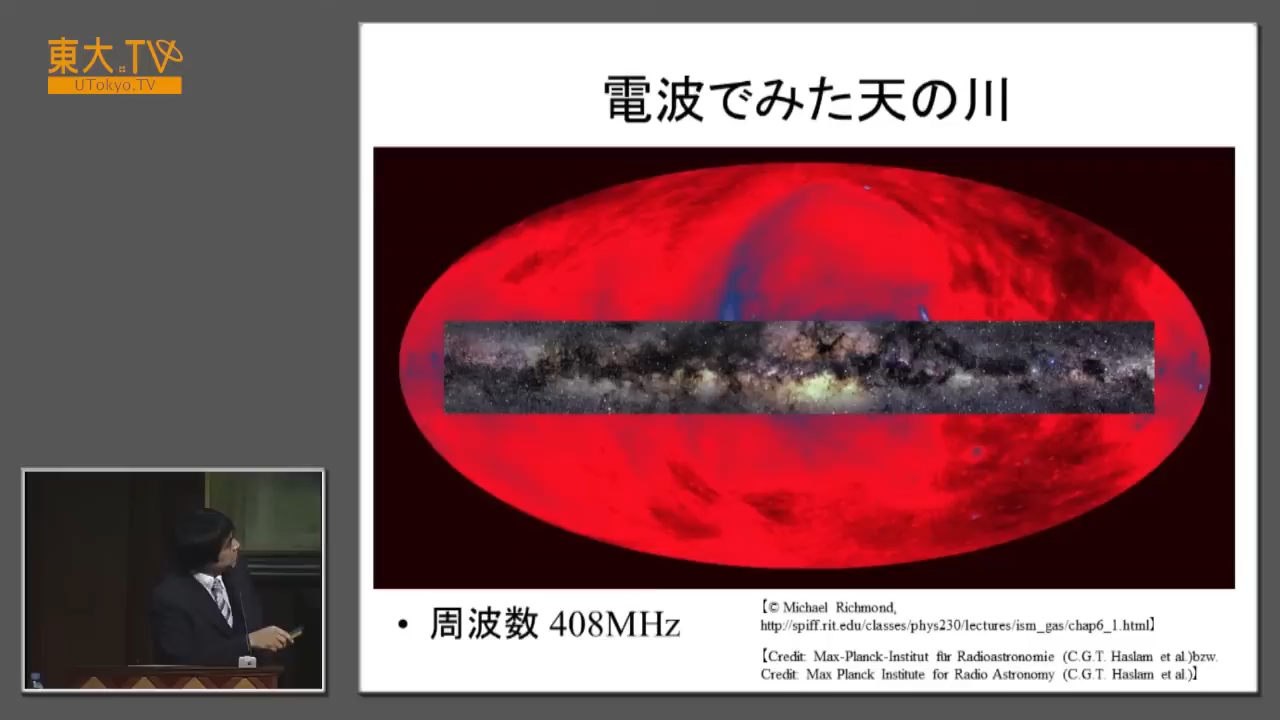 東大.TV
UTokyo.TV
電波でみた天の川
• 周波数 408MHz
【© Michael Richmond,
http://spiff.rit.edu/classes/phys230/lectures/ism_gas/chap6_1.html】
【Credit: Max-Planck-Institut für Radioastronomie (C.G.T. Haslam et al.)bzw.
Credit: Max Planck Institute for Radio Astronomy (C.G.T. Haslam et al.)】